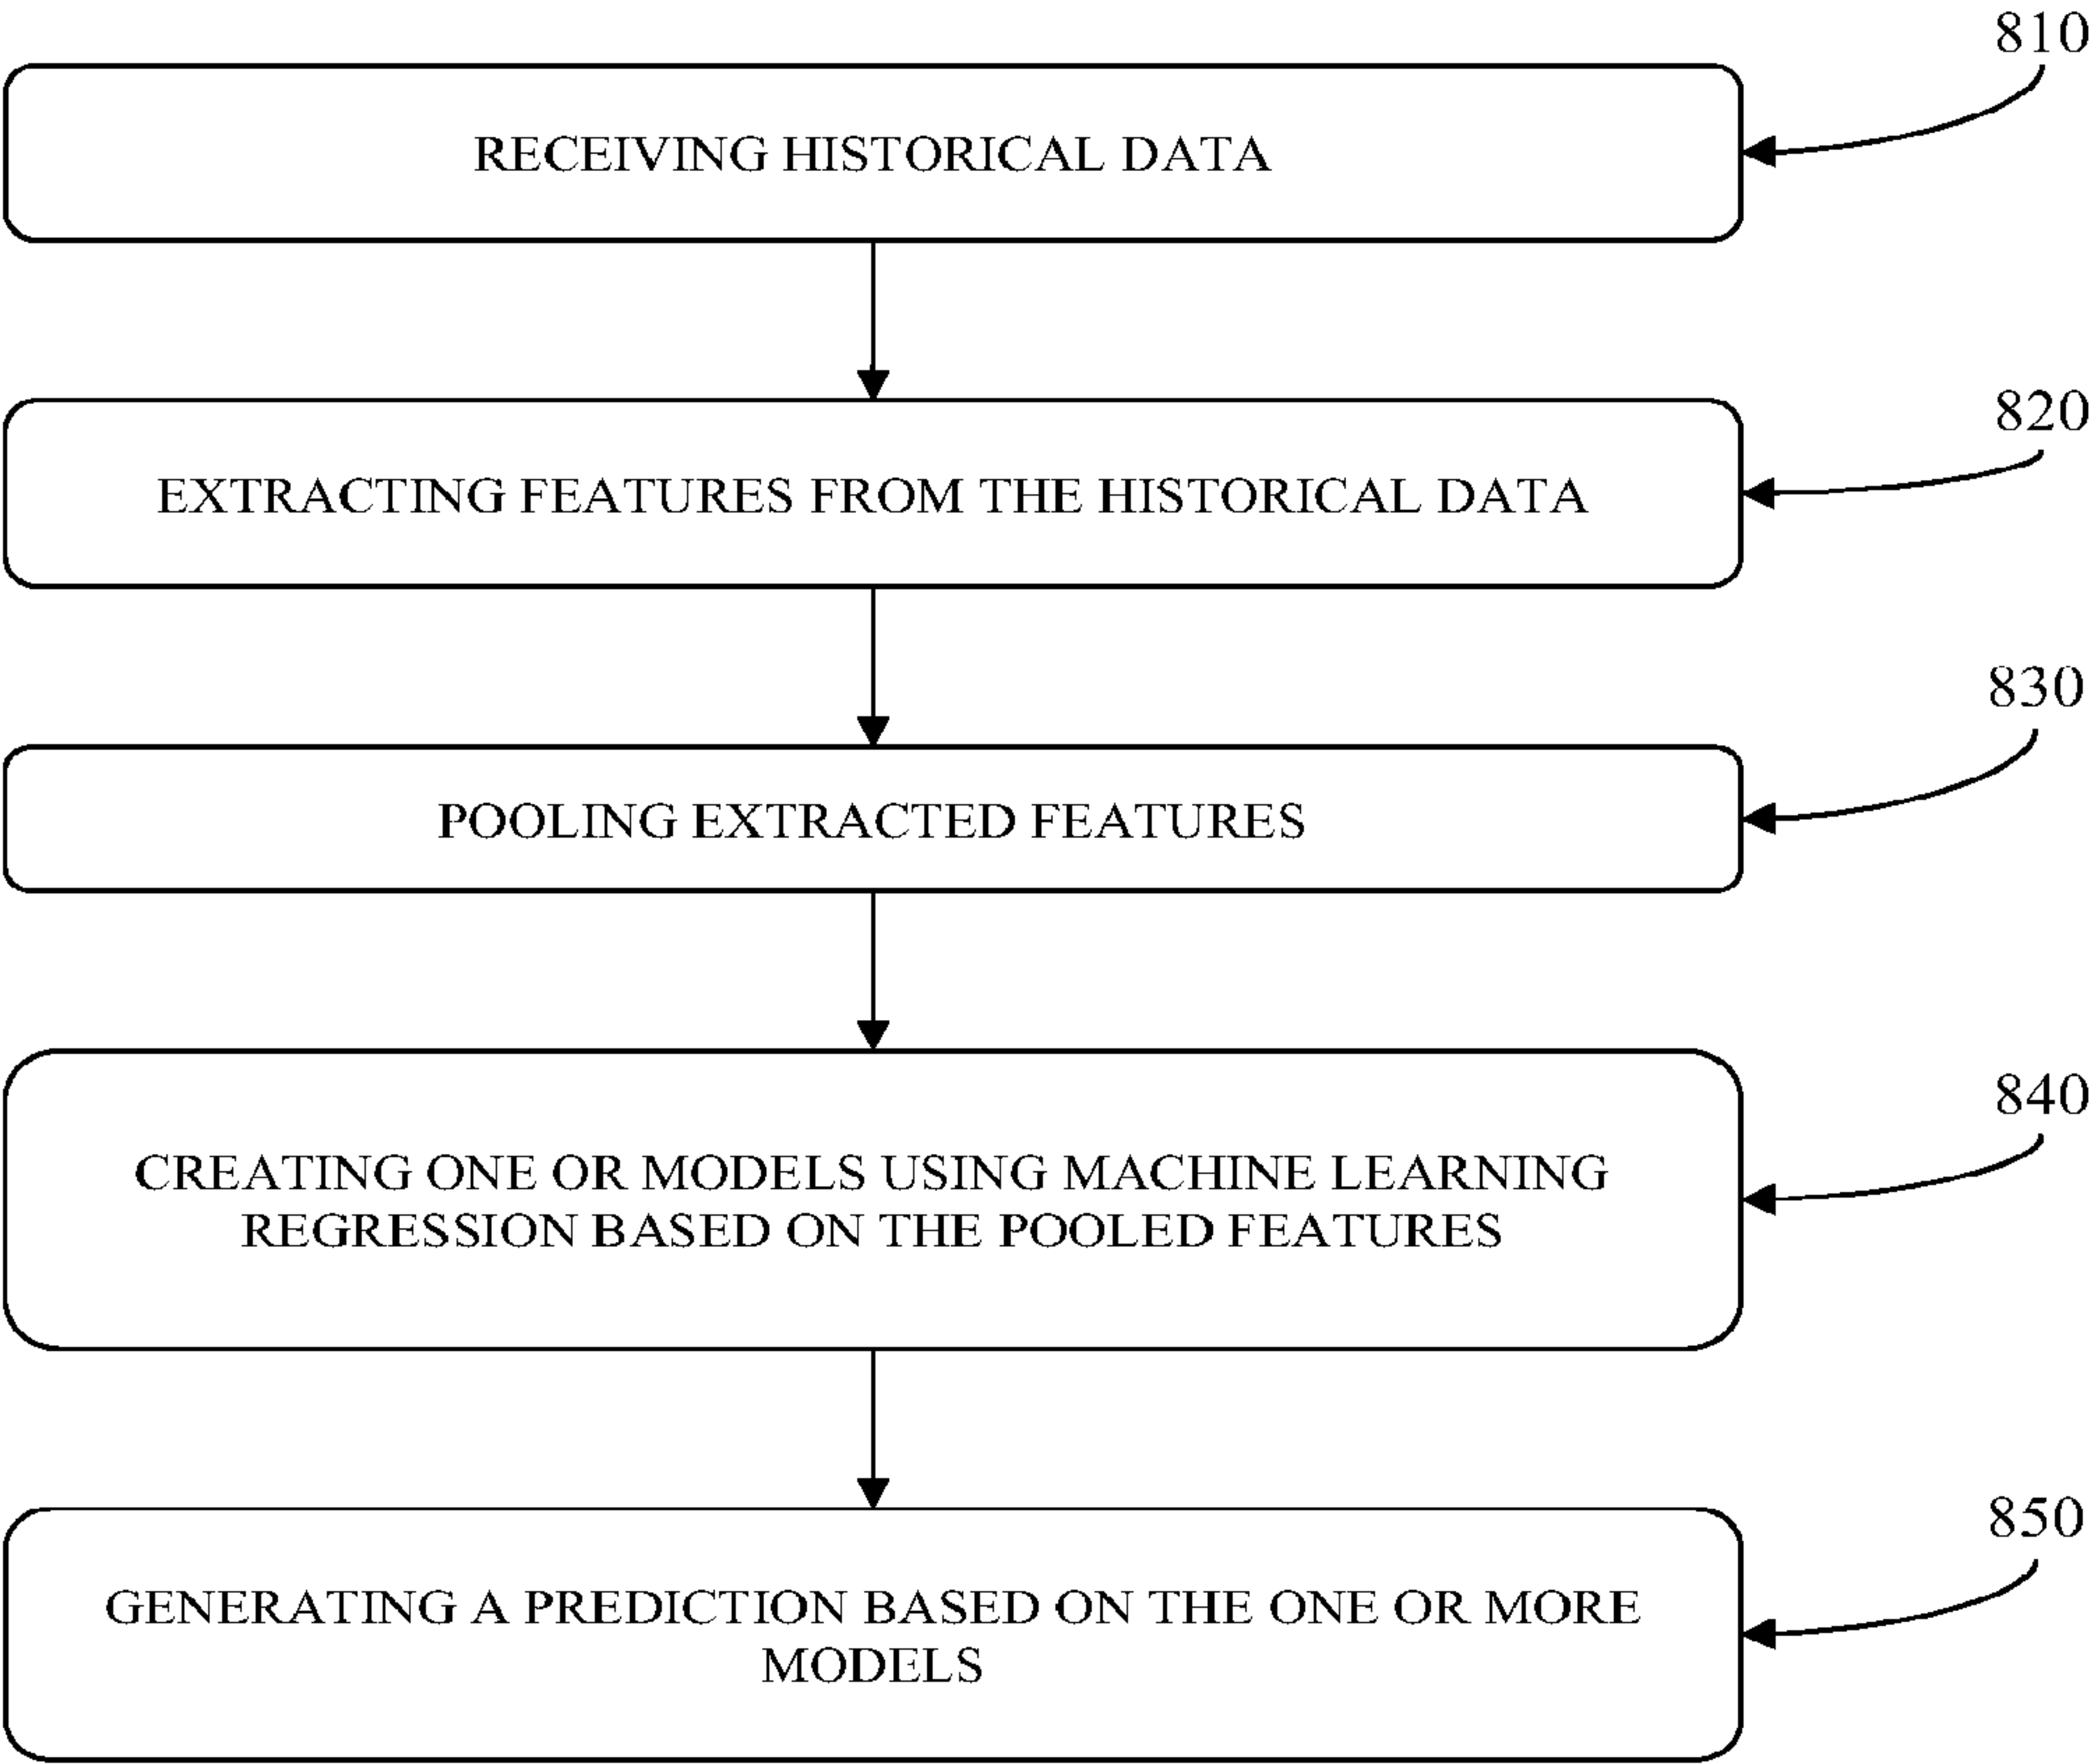 810
RECEIVING HISTORICAL DATA
820
EXTRACTING FEATURES FROM THE HISTORICAL DATA
830
POOLING EXTRACTED FEATURES
840
CREATING ONE OR MODELS USING MACHINE LEARNING
REGRESSION BASED ON THE POOLED FEATURES
850
GENERATING A PREDICTION BASED ON THE ONE OR MORE
MODELS